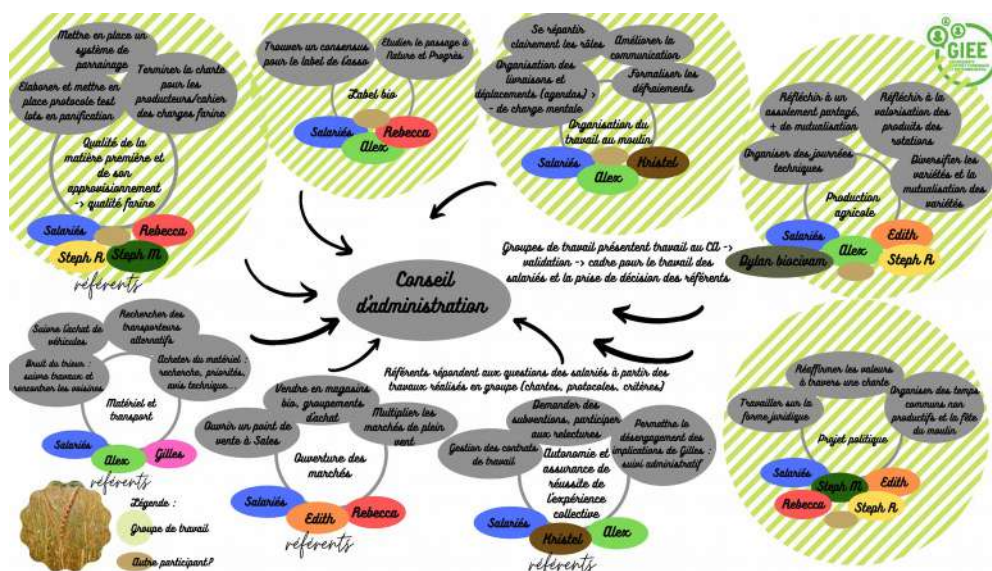 Mettre en place
un système de
parrainage
Elaborer et mettre en
place protocole test
lots en panification
Terminer la charte
pour les
producteurs/cahier
des charges farine
Qualité de la
matière première et
de son
approvisionnement
-> qualité farine
Salariés
Rebecca
Steph R
Steph M
référents
Trouver un consensus
pour le label de l'asso
Etudier le passage à
Nature et Progrès
Label bio
Salariés
Rebecca
Alex
Se répartir
clairement les rôles
Améliorer la
communication
Organisation des
livraisons et
déplacements (agendas) >
- de charge mentale
Formaliser les
défraiements
Organisation du
travail au moulin
Salariés
Kristel
Alex
GIEE
Réfléchir à un
assolement partagé,
+ de mutualisation
Réfléchir à la
valorisation des
produits des
rotations
Organiser des journées
techniques
Diversifier les
variétés et la
mutualisation des
variétés
Production
agricole
Salariés
Edith
Dylan biocivam
Alex
Steph R
Groupes de travail présentent travail au CA ->
validation -> cadre pour le travail des
salariés et la prise de décision des référents
Conseil
d'administration
Référents répondent aux questions des salariés à partir des
travaux réalisés en groupe (chartes, protocoles, critères)
Suivre l'achat de
véhicules
Rechercher des
transporteurs
alternatifs
Bruit du trieur :
suivre travaux et
rencontrer les voisines
Acheter du matériel :
recherche, priorités,
avis technique...
Matériel et
transport
Salariés
Alex
Gilles
référents
Vendre en magasins
bio, groupements
d'achat
Ouvrir un point de
vente à Sales
Multiplier les
marchés de plein
vent
Ouverture des
marchés
Salariés
Edith
Rebecca
référents
Demander des
subventions, participer
aux relectures
Gestion des contrats
de travail
Permettre le
désengagement des
implications de Gilles :
suivi administratif
Autonomie et
assurance de
réussite de
l'expérience
collective
Salariés
Kristel
Alex
référents
Réaffirmer les valeurs
à travers une charte
Travailler sur la
forme juridique
Organiser des temps
communs non
productifs et la fête
du moulin
Projet politique
Salariés
Steph M
Edith
Rebecca
Steph R
Légende :
Groupe de travail
Autre participant?